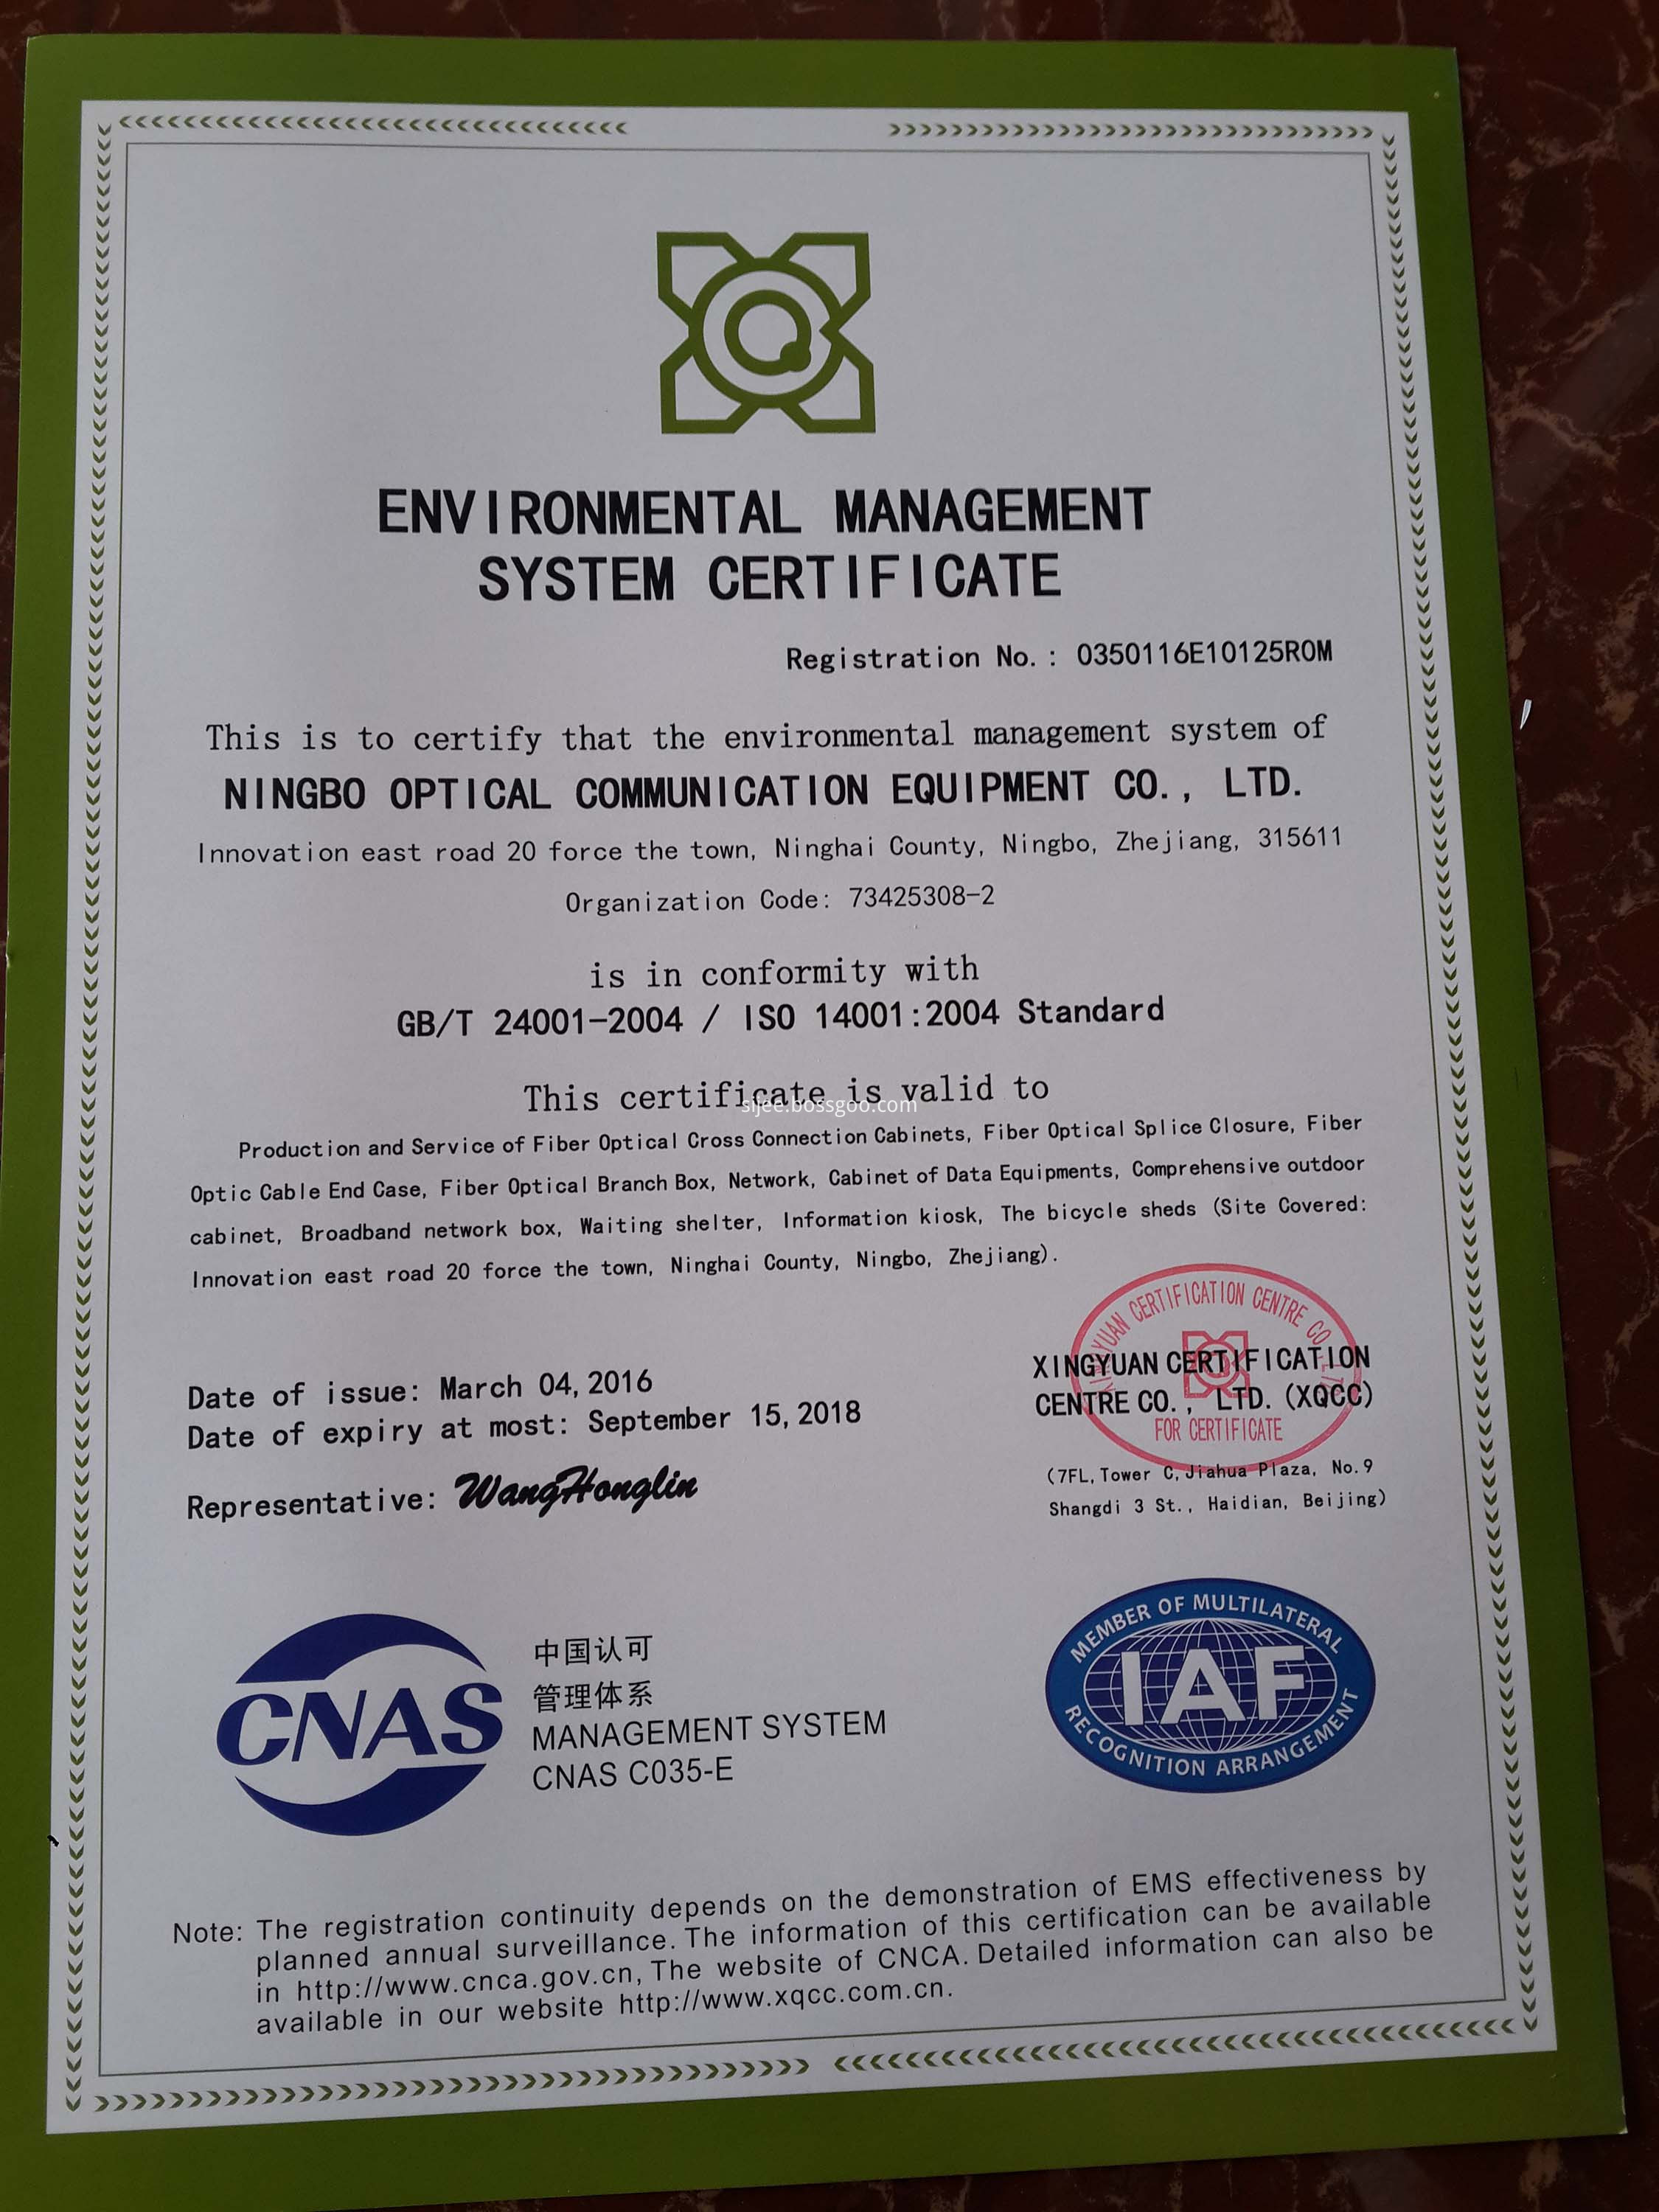 ENVIRONMENTAL MANAGEMENT
SYSTEM CERTIFICATE
Registration No.: 0350116E10125R0M
This is to certify that the environmental management system of
NINGBO OPTICAL COMMUNICATION EQUIPMENT CO., LTD.
Innovation east road 20 force the town, Ninghai County, Ningbo, Zhejiang, 315611
Organization Code: 73425308-2
is in conformity with
GB/T 24001-2004 / ISO 14001:2004 Standard
This certificate is valid to
sijee.bossgoo.com
Production and Service of Fiber Optical Cross Connection Cabinets, Fiber Optical Splice Closure, Fiber
Optic Cable End Case, Fiber Optical Branch Box, Network, Cabinet of Data Equipments, Comprehensive outdoor
cabinet, Broadband network box, Waiting shelter, Information kiosk, The bicycle sheds (Site Covered:
Innovation east road 20 force the town, Ninghai County, Ningbo, Zhejiang).
Date of issue: March 04, 2016
Date of expiry at most: September 15, 2018
Representative: WangHonglin
XINGYUAN CERTIFICATION CENTRE CO., LTD.
XINGYUAN CERTIFICATION
CENTRE CO., LTD. (XQCC)
FOR CERTIFICATE
(7FL, Tower C, Jiahua Plaza, No.9
Shangdi 3 St., Haidian, Beijing)
CNAS
中国认可
管理体系
MANAGEMENT SYSTEM
CNAS C035-E
MEMBER OF MULTILATERAL
IAF
RECOGNITION ARRANGEMENT
Note: The registration continuity depends on the demonstration of EMS effectiveness by
planned annual surveillance. The information of this certification can be available
in http://www.cnca.gov.cn, The website of CNCA. Detailed information can also be
available in our website http://www.xqcc.com.cn.